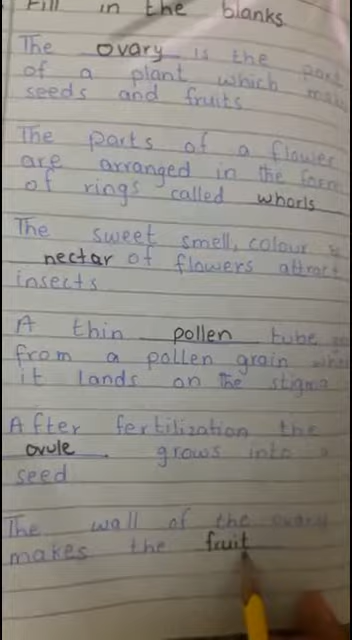 Fill in the blanks
The ovary is the part
of a plant which
seeds and fruits
The parts of a flower
are arranged in the form
of rings called whorls
The sweet smell, colour &
nectar of flowers attract
insects
A thin pollen tube
from a pollen grain when
it lands on the stigma
After fertilization the
ovule grows into a
seed
The wall of the ovary
makes the fruit